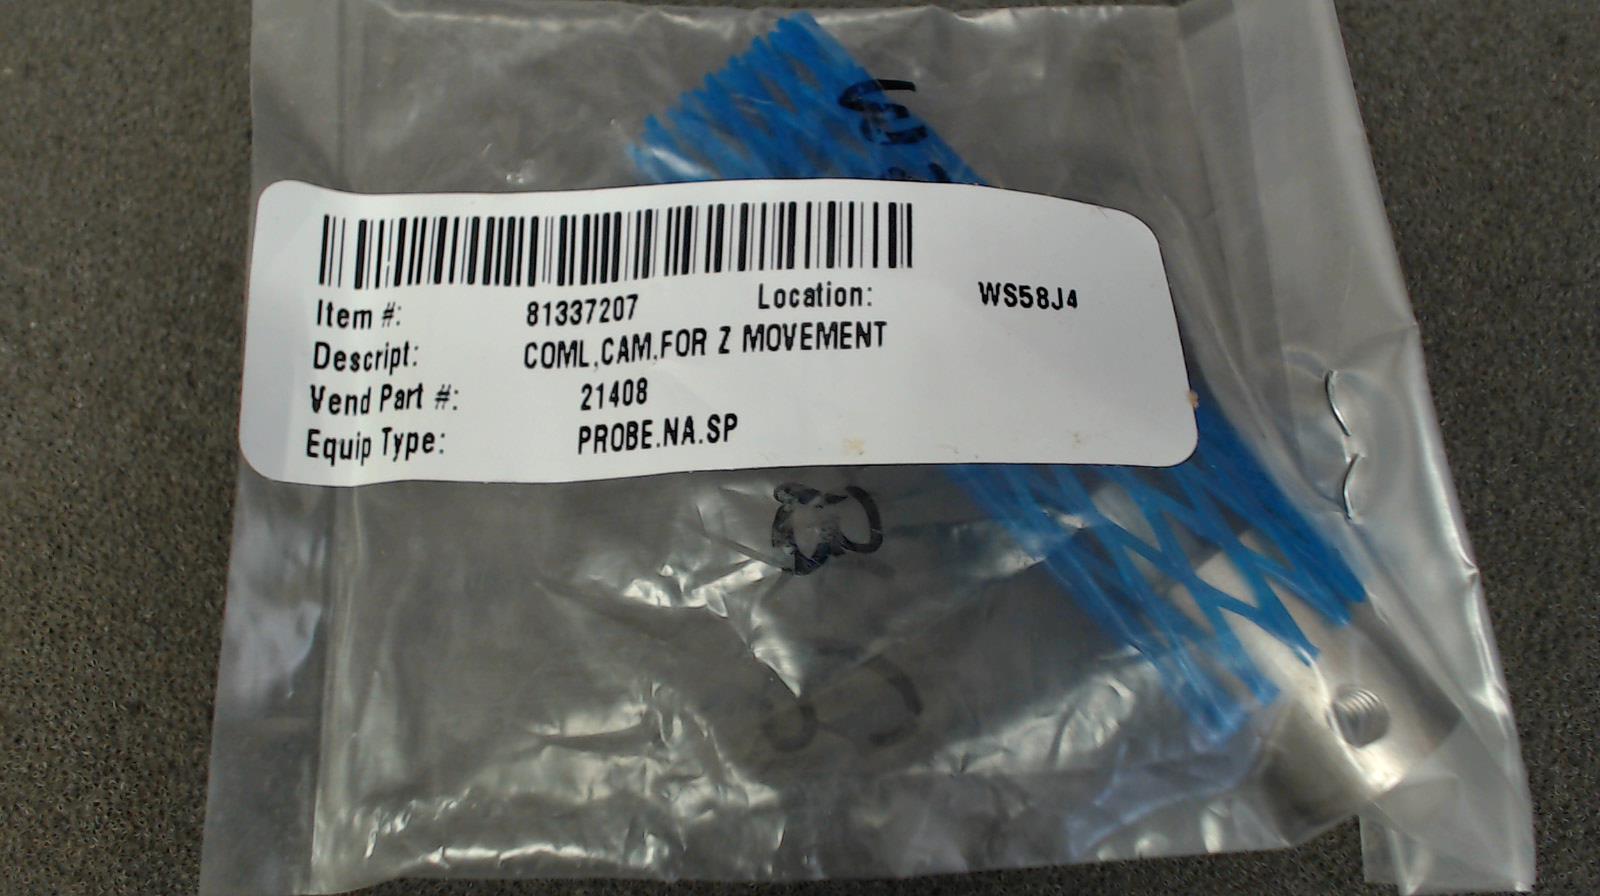 Item #: 81337207 Location: WS58J4
Descript: COML,CAM,FOR Z MOVEMENT
Vend Part #: 21408
Equip Type: PROBE.NA.SP